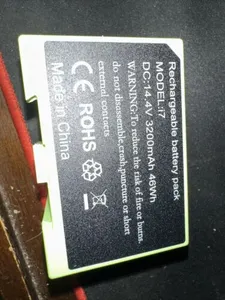 Rechargeable battery pack
MODEL:i7
DC:14.4V 3200mAh 46Wh
WARNING:To reduce the risk of fire or burns.
do not disassemble,crush,puncture or short
external contacts
CE ROHS
Made in China